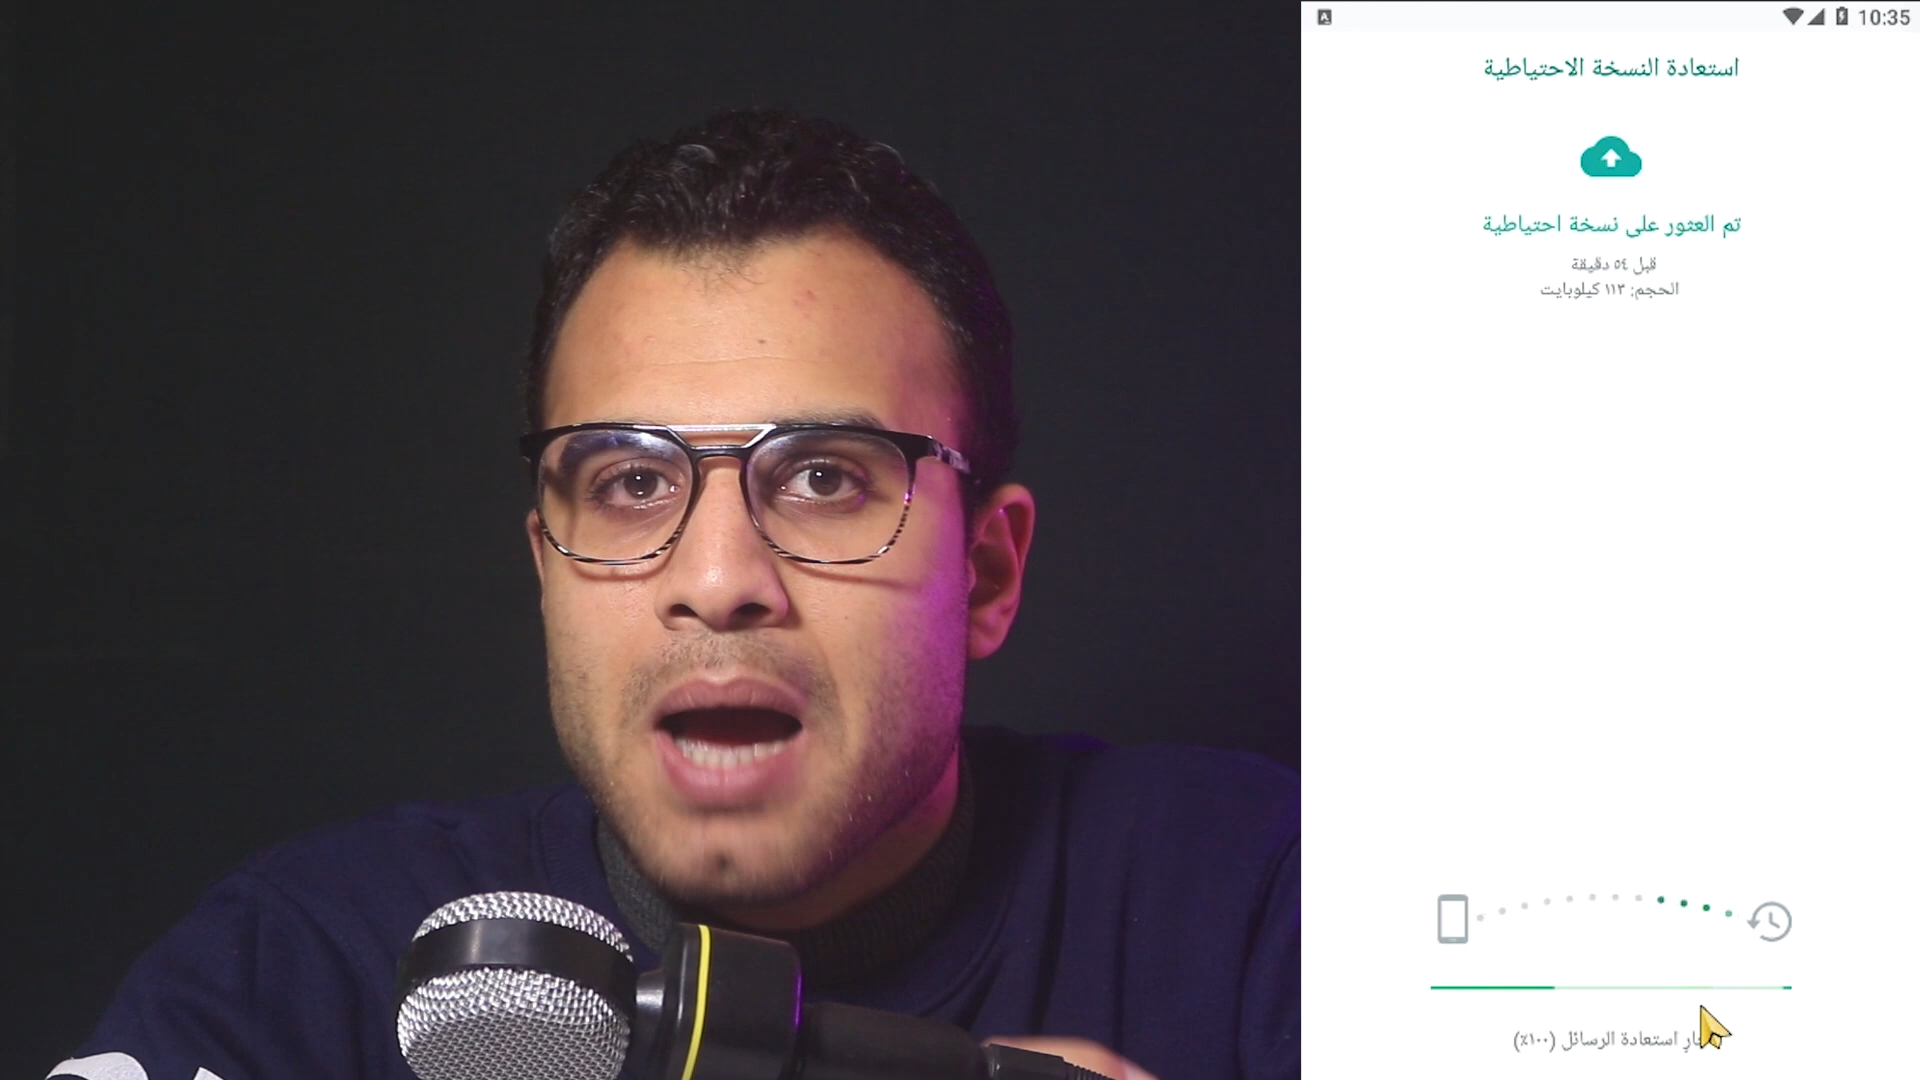 10:35
استعادة النسخة الاحتياطية
تم العثور على نسخة احتياطية
قبل ٥٤ دقيقة
الحجم: ١١٣ كيلوبايت
استعادة الرسائل (١٠٠٪)